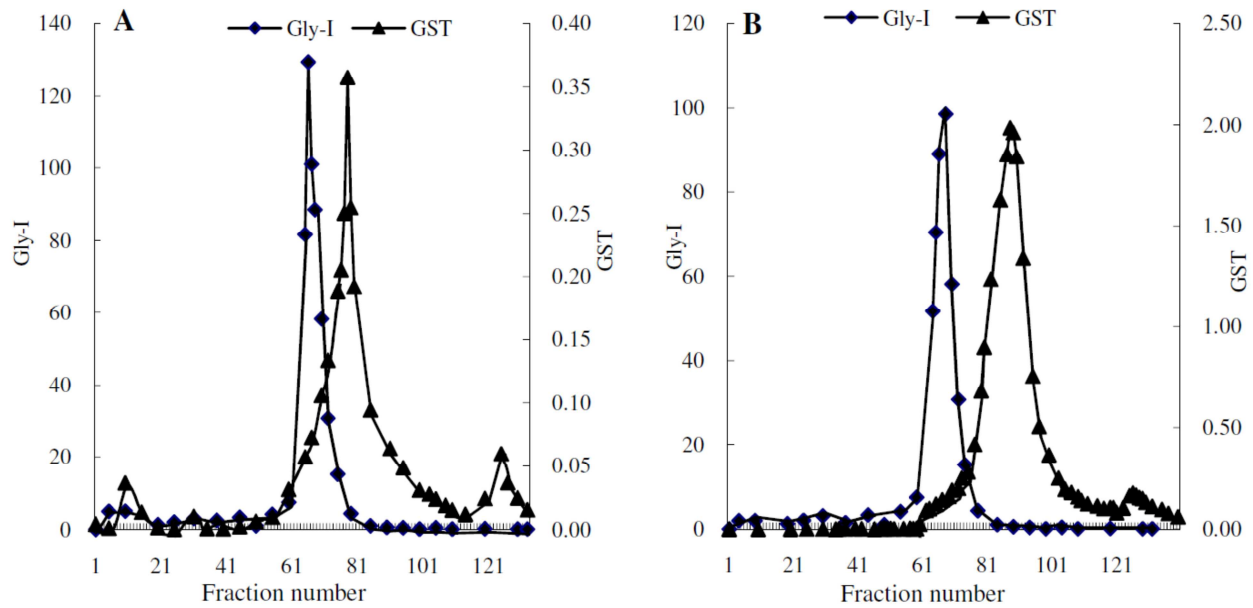 A
Gly-I GST
140
120
100
80
60
40
20
0
Gly-I
0.40
0.35
0.30
0.25
0.20
0.15
0.10
0.05
0.00
GST
1 21 41 61 81 101 121
Fraction number
B
Gly-I GST
120
100
80
60
40
20
0
Gly-I
2.50
2.00
1.50
1.00
0.50
0.00
GST
1 21 41 61 81 101 121
Fraction number